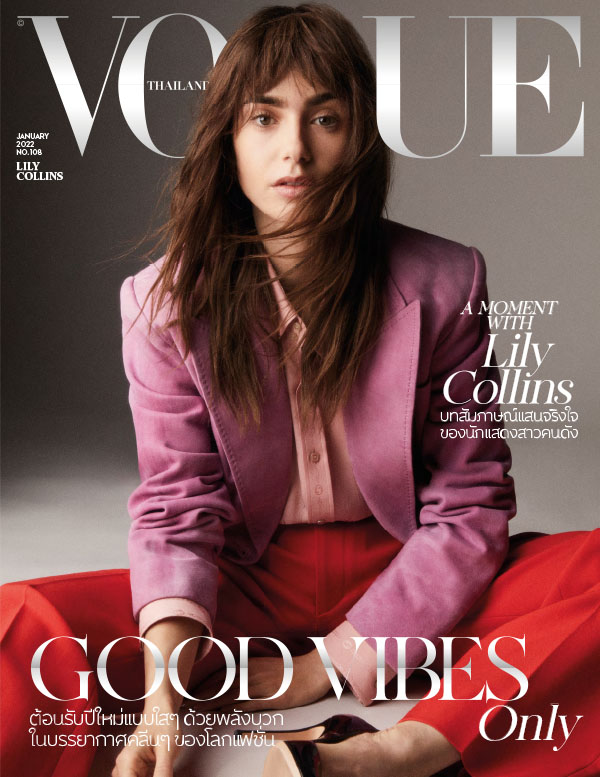 ©
VOGUE
THAILAND
JANUARY
2022
NO.108
LILY
COLLINS
A MOMENT
WITH
Lily
Collins
บทสัมภาษณ์แสนจริงใจ
ของนักแสดงสาวคนดัง
GOOD VIBES
Only
ต้อนรับปีใหม่แบบใสๆ ด้วยพลังบวก
ในบรรยากาศคลีนๆ ของโลกแฟชั่น